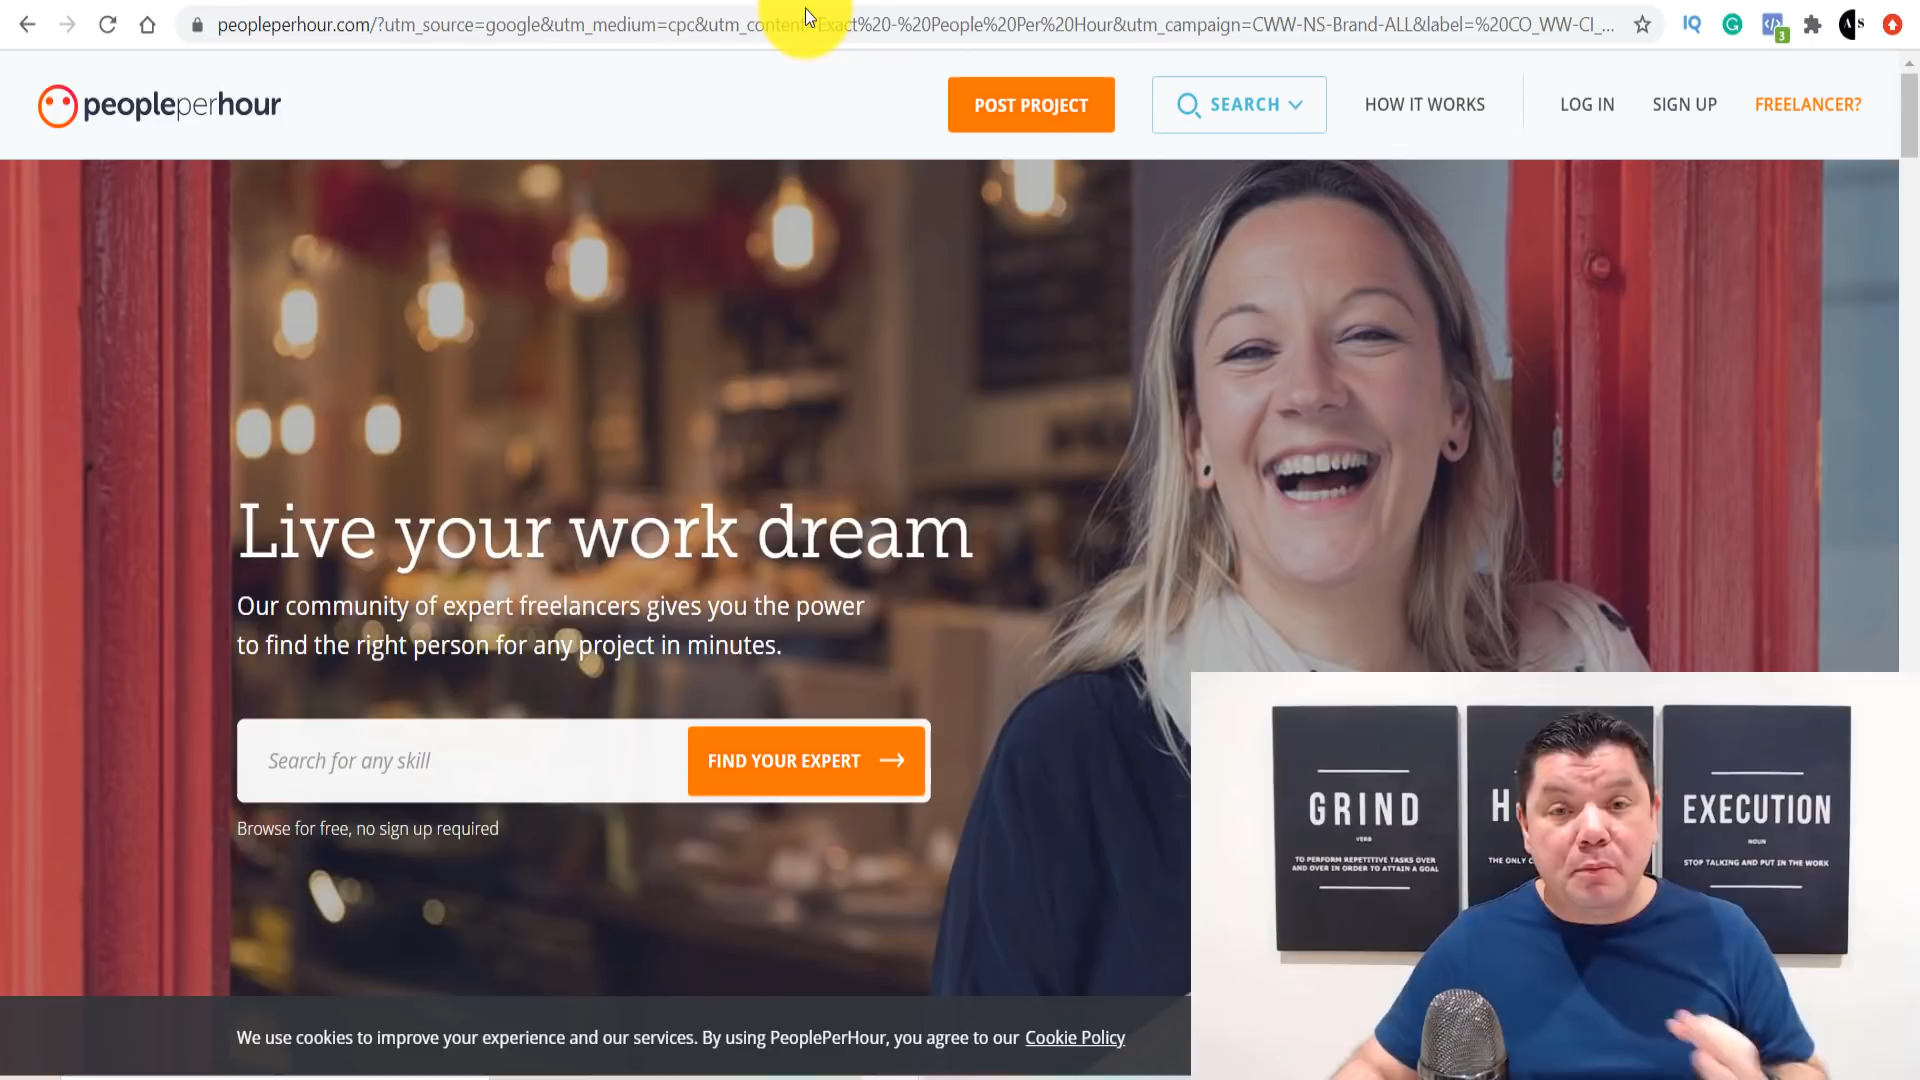 peopleperhour.com/?utm_source=google&utm_medium=cpc&utm_content=Exact%20-%20People%20Per%20Hour&utm_campaign=CWW-NS-Brand-ALL&label=%20CO_WW-CI_...
3
A S
peopleperhour
POST PROJECT
SEARCH
HOW IT WORKS
LOG IN
SIGN UP
FREELANCER?
Live your work dream
Our community of expert freelancers gives you the power
to find the right person for any project in minutes.
Search for any skill
FIND YOUR EXPERT
Browse for free, no sign up required
We use cookies to improve your experience and our services. By using PeoplePerHour, you agree to our Cookie Policy
GRIND
VERB
TO PERFORM REPETITIVE TASKS OVER
AND OVER IN ORDER TO ATTAIN A GOAL
H
THE ONLY
EXECUTION
NOUN
STOP TALKING AND PUT IN THE WORK